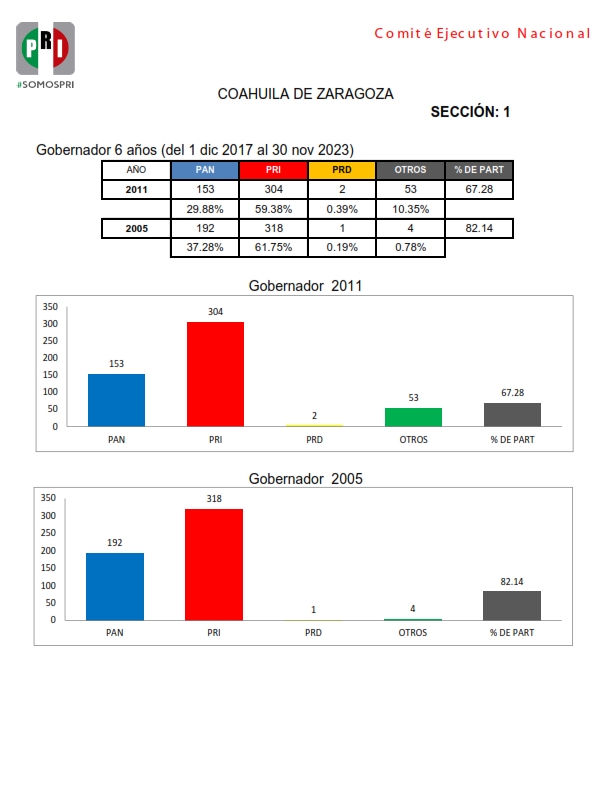 Comité Ejecutivo Nacional
PRI
#SOMOSPRI
COAHUILA DE ZARAGOZA
SECCIÓN: 1
Gobernador 6 años (del 1 dic 2017 al 30 nov 2023)
AÑO PAN PRI PRD OTROS % DE PART
2011 153 304 2 53 67.28
29.88% 59.38% 0.39% 10.35%
2005 192 318 1 4 82.14
37.28% 61.75% 0.19% 0.78%
Gobernador 2011
350
300
250
200
150
100
50
0
153
304
2
53
67.28
PAN PRI PRD OTROS % DE PART
Gobernador 2005
350
300
250
200
150
100
50
0
192
318
1
4
82.14
PAN PRI PRD OTROS % DE PART